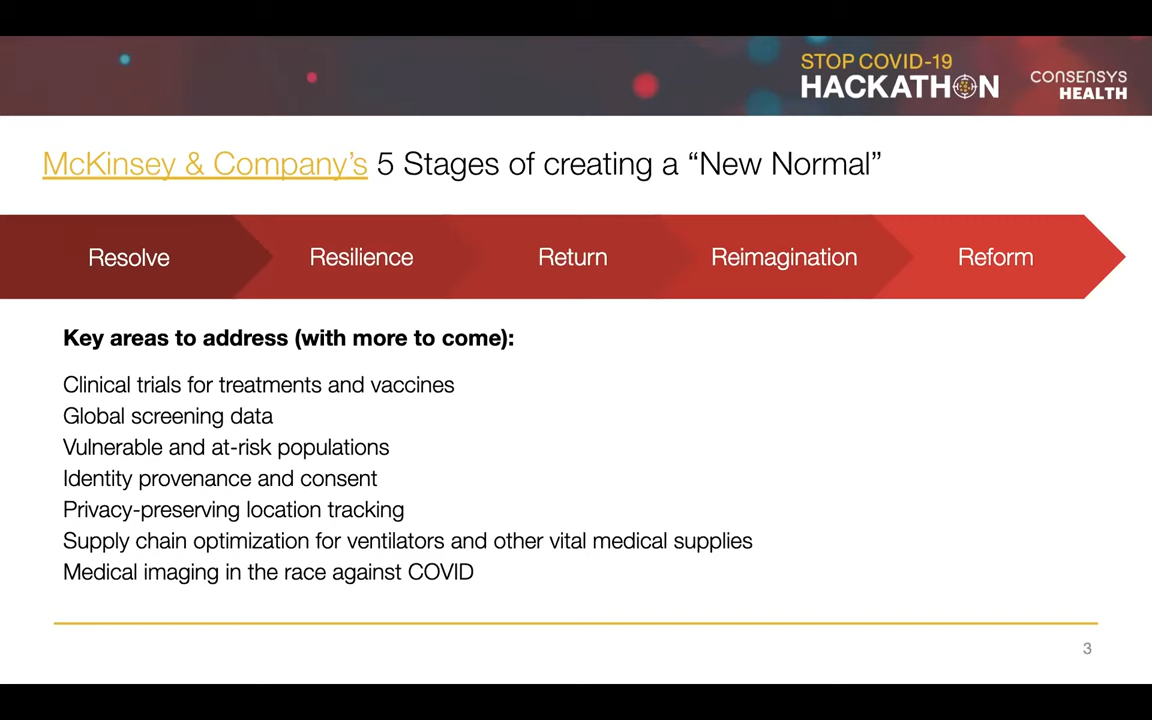 STOP COVID-19
HACKATHON
CONSENSYS
HEALTH
McKinsey & Company’s 5 Stages of creating a “New Normal”
Resolve
Resilience
Return
Reimagination
Reform
Key areas to address (with more to come):
Clinical trials for treatments and vaccines
Global screening data
Vulnerable and at-risk populations
Identity provenance and consent
Privacy-preserving location tracking
Supply chain optimization for ventilators and other vital medical supplies
Medical imaging in the race against COVID
3